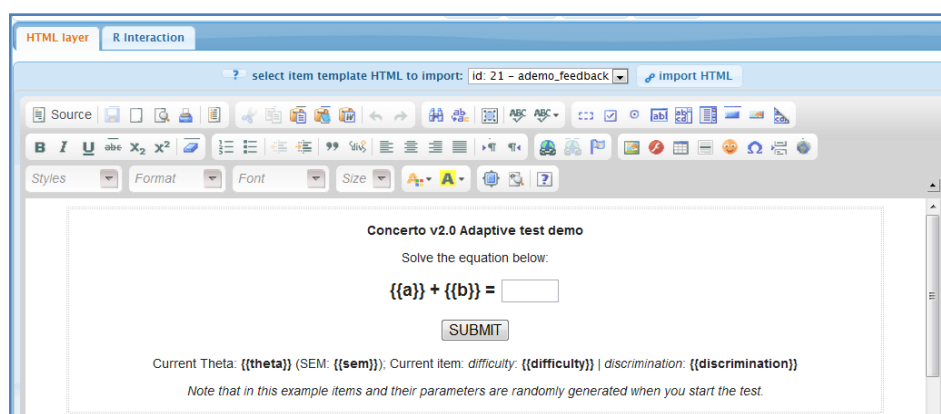 HTML layer R Interaction
? select item template HTML to import: id: 21 – ademo_feedback import HTML
Source
B I U abc X₂ X²
Styles Format Font Size A A ?
Concerto v2.0 Adaptive test demo
Solve the equation below:
{{a}} + {{b}} =
SUBMIT
Current Theta: {{theta}} (SEM: {{sem}}); Current item: difficulty: {{difficulty}} | discrimination: {{discrimination}}
Note that in this example items and their parameters are randomly generated when you start the test.